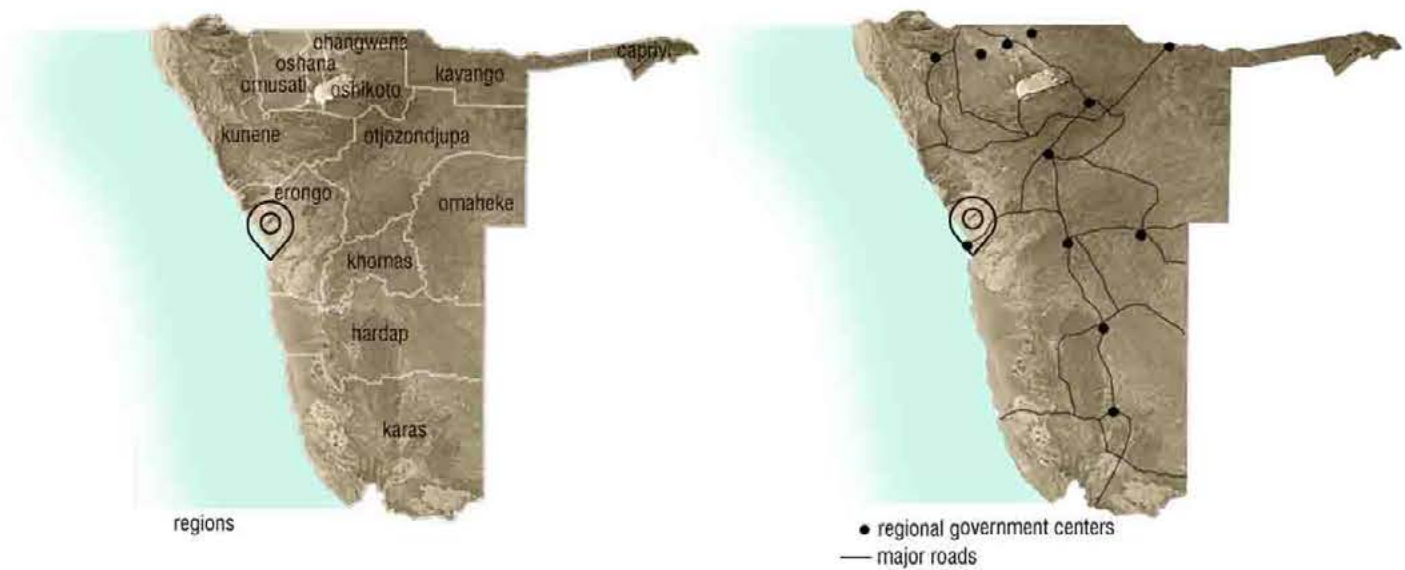 ohangwena
oshana
omusati
oshikoto
kavango
caprivi
kunene
otjozondjupa
erongo
omaheke
khomas
hardap
karas
regions
regional government centers
major roads